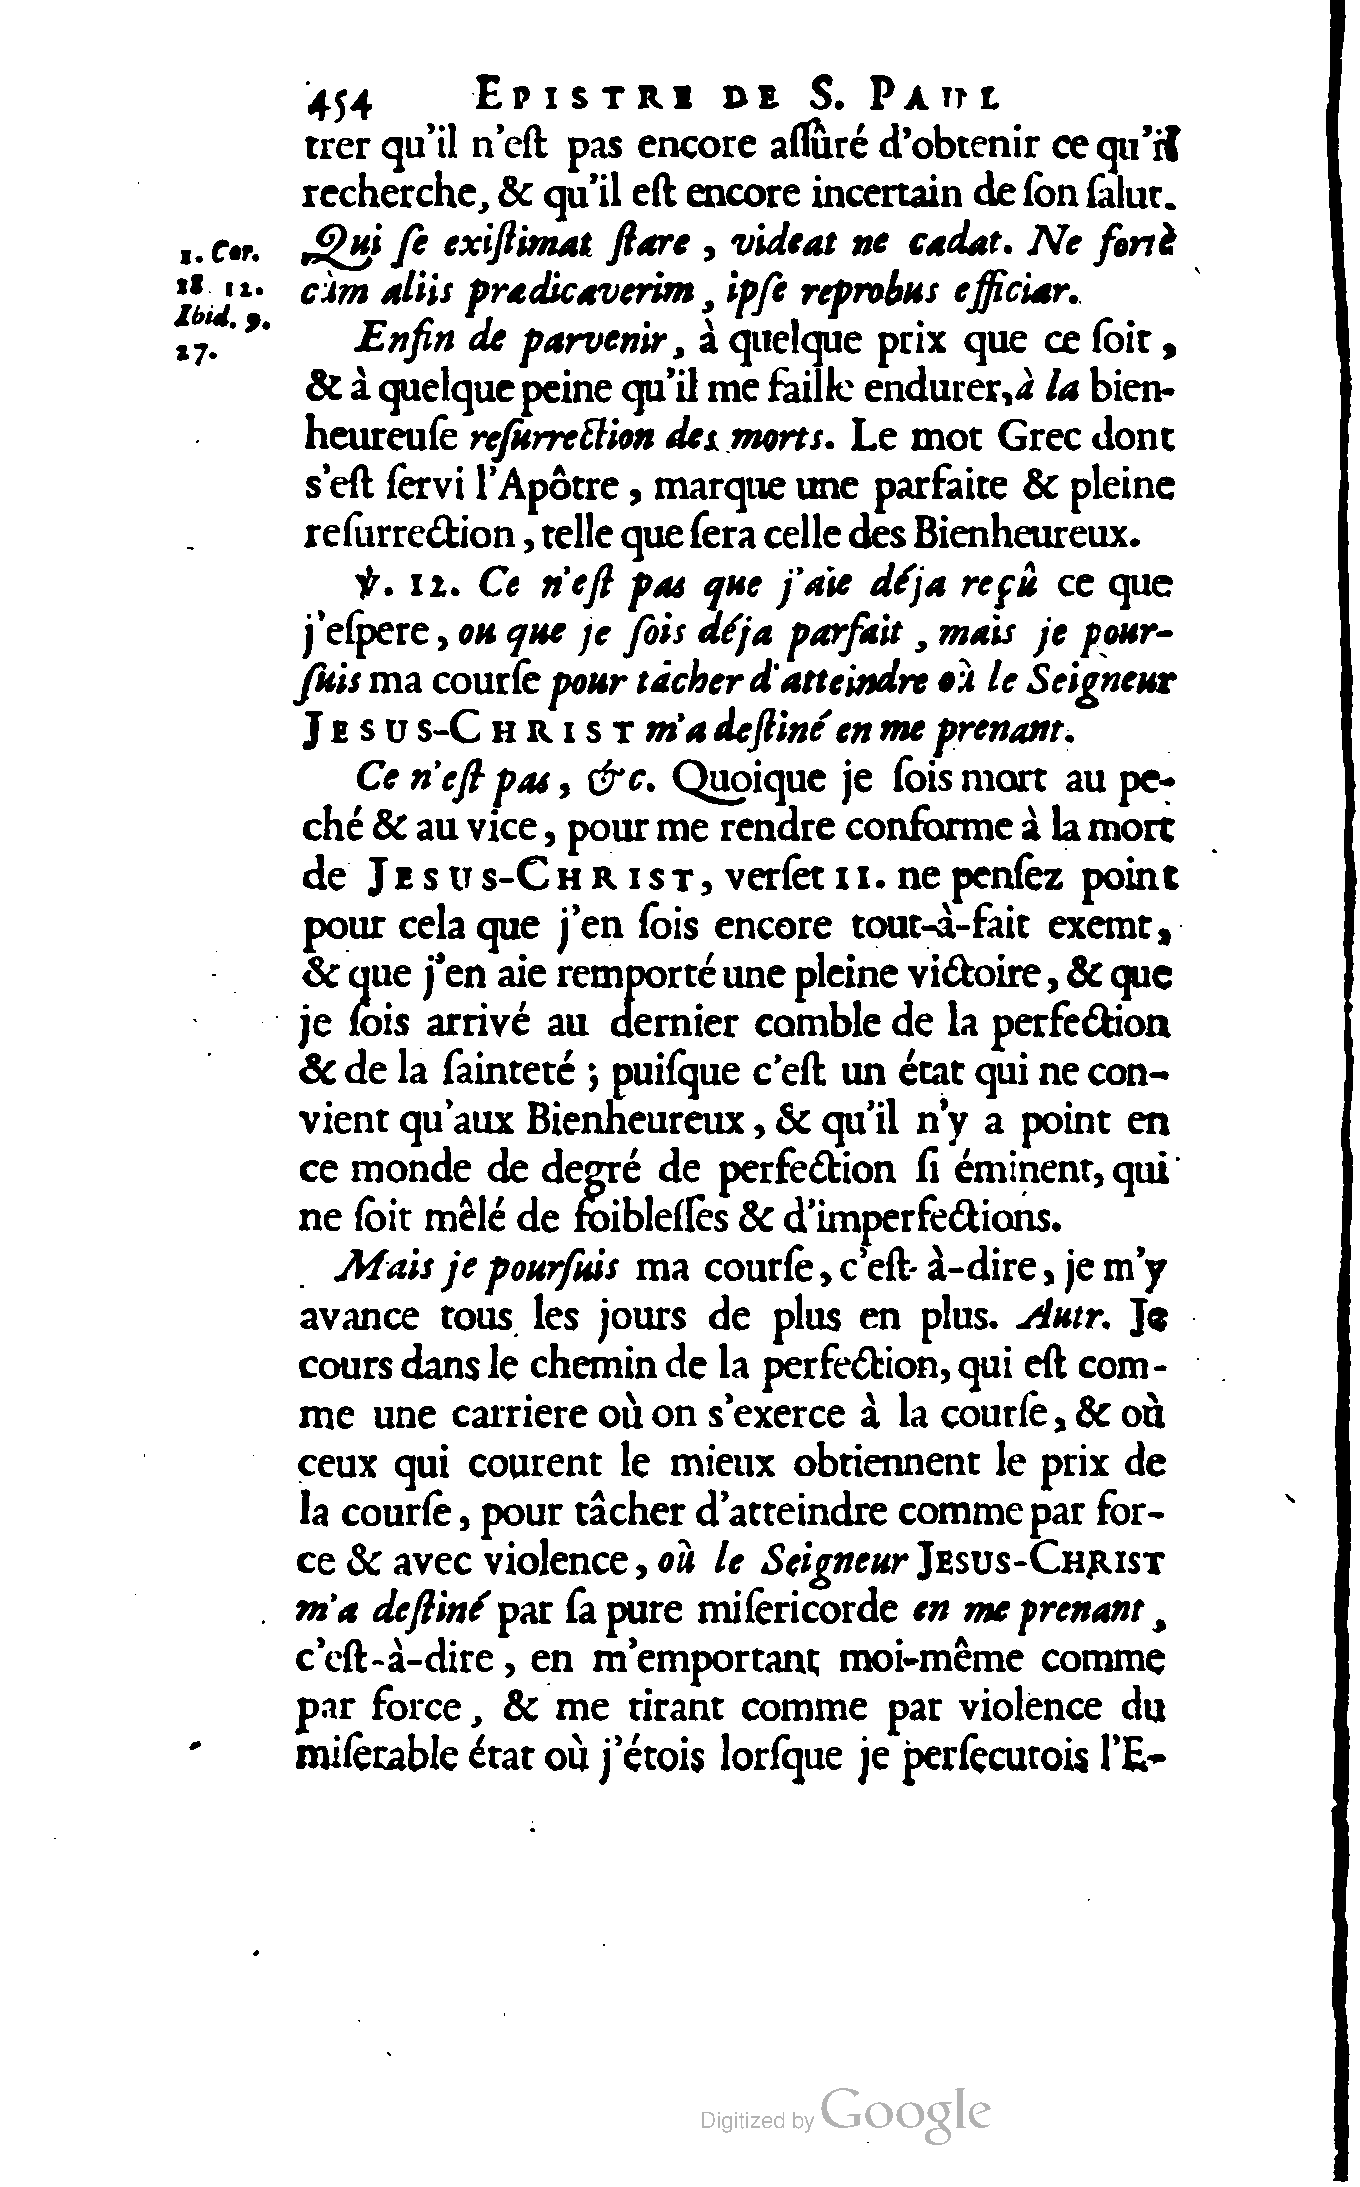 454 EPISTRE DE S. PAUL
trer qu'il n'eſt pas encore aſſûré d'obtenir ce qu'il
recherche, & qu'il eſt encore incertain de ſon ſalut.
1. Cor. Qui ſe exiſtimat ſtare, videat ne cadat. Ne fortè
18. 12. cùm aliis prædicaverim, ipſe reprobus efficiar.
Ibid. 9.
27.
Enfin de parvenir, à quelque prix que ce ſoit,
& à quelque peine qu'il me faille endurer, à la bien-
heureuſe reſurrection des morts. Le mot Grec dont
s'eſt ſervi l'Apôtre, marque une parfaite & pleine
reſurrection, telle que ſera celle des Bienheureux.
℣. 12. Ce n'eſt pas que j'aie déja reçû ce que
j'eſpere, ou que je ſois déja parfait, mais je pour-
ſuis ma courſe pour tâcher d'atteindre où le Seigneur
JESUS-CHRIST m'a deſtiné en me prenant.
Ce n'eſt pas, &c. Quoique je ſois mort au pe-
ché & au vice, pour me rendre conforme à la mort
de JESUS-CHRIST, verſet 11. ne penſez point
pour cela que j'en ſois encore tout-à-fait exemt,
& que j'en aie remporté une pleine victoire, & que
je ſois arrivé au dernier comble de la perfection
& de la ſainteté ; puiſque c'eſt un état qui ne con-
vient qu'aux Bienheureux, & qu'il n'y a point en
ce monde de degré de perfection ſi éminent, qui
ne ſoit mêlé de foibleſſes & d'imperfections.
Mais je pourſuis ma courſe, c'eſt-à-dire, je m'y
avance tous les jours de plus en plus. Autr. Je
cours dans le chemin de la perfection, qui eſt com-
me une carriere où on s'exerce à la courſe, & où
ceux qui courent le mieux obtiennent le prix de
la courſe, pour tâcher d'atteindre comme par for-
ce & avec violence, où le Seigneur JESUS-CHRIST
m'a deſtiné par ſa pure miſericorde en me prenant,
c'eſt-à-dire, en m'emportant moi-même comme
par force, & me tirant comme par violence du
miſerable état où j'étois lorſque je perſecutois l'E-
Digitized by Google